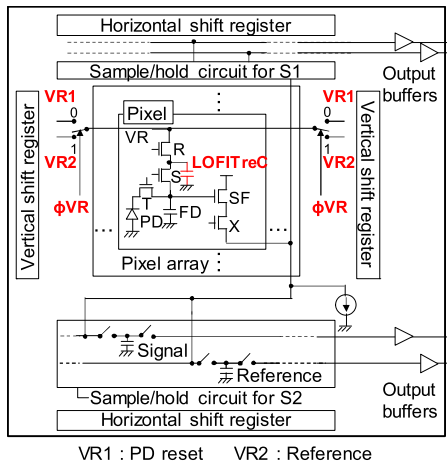 Horizontal shift register
Sample/hold circuit for S1
Output
buffers
Vertical shift register
VR1
0
VR2
1
ϕVR
Pixel
VR
R
LOFITreC
S
T
PD
FD
SF
X
Pixel array
VR1
0
VR2
1
ϕVR
Vertical shift register
Signal
Reference
Sample/hold circuit for S2
Output
buffers
Horizontal shift register
VR1 : PD reset VR2 : Reference